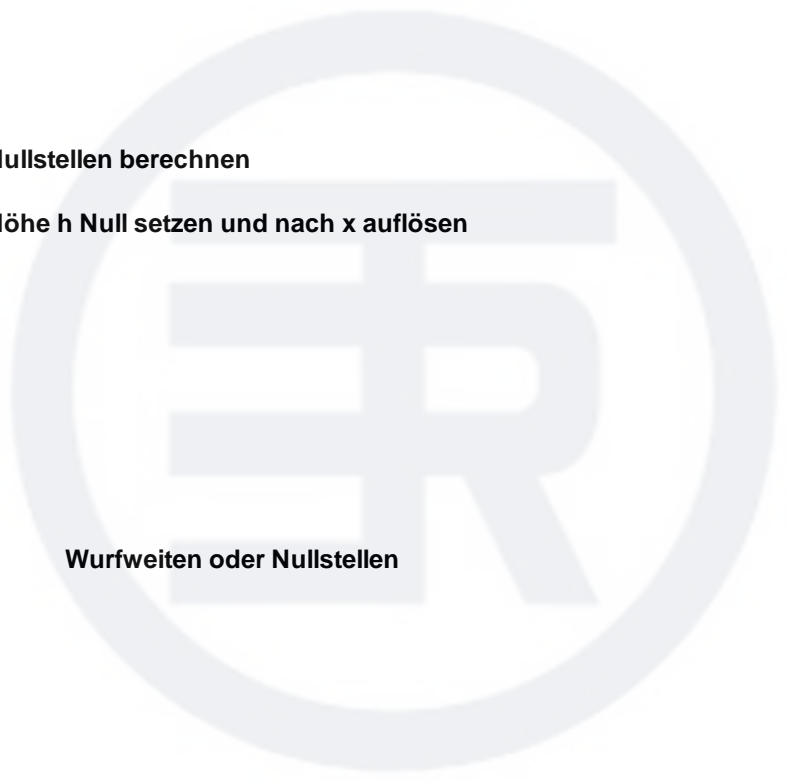 ullstellen berechnen
öhe h Null setzen und nach x auflösen
Wurfweiten oder Nullstellen